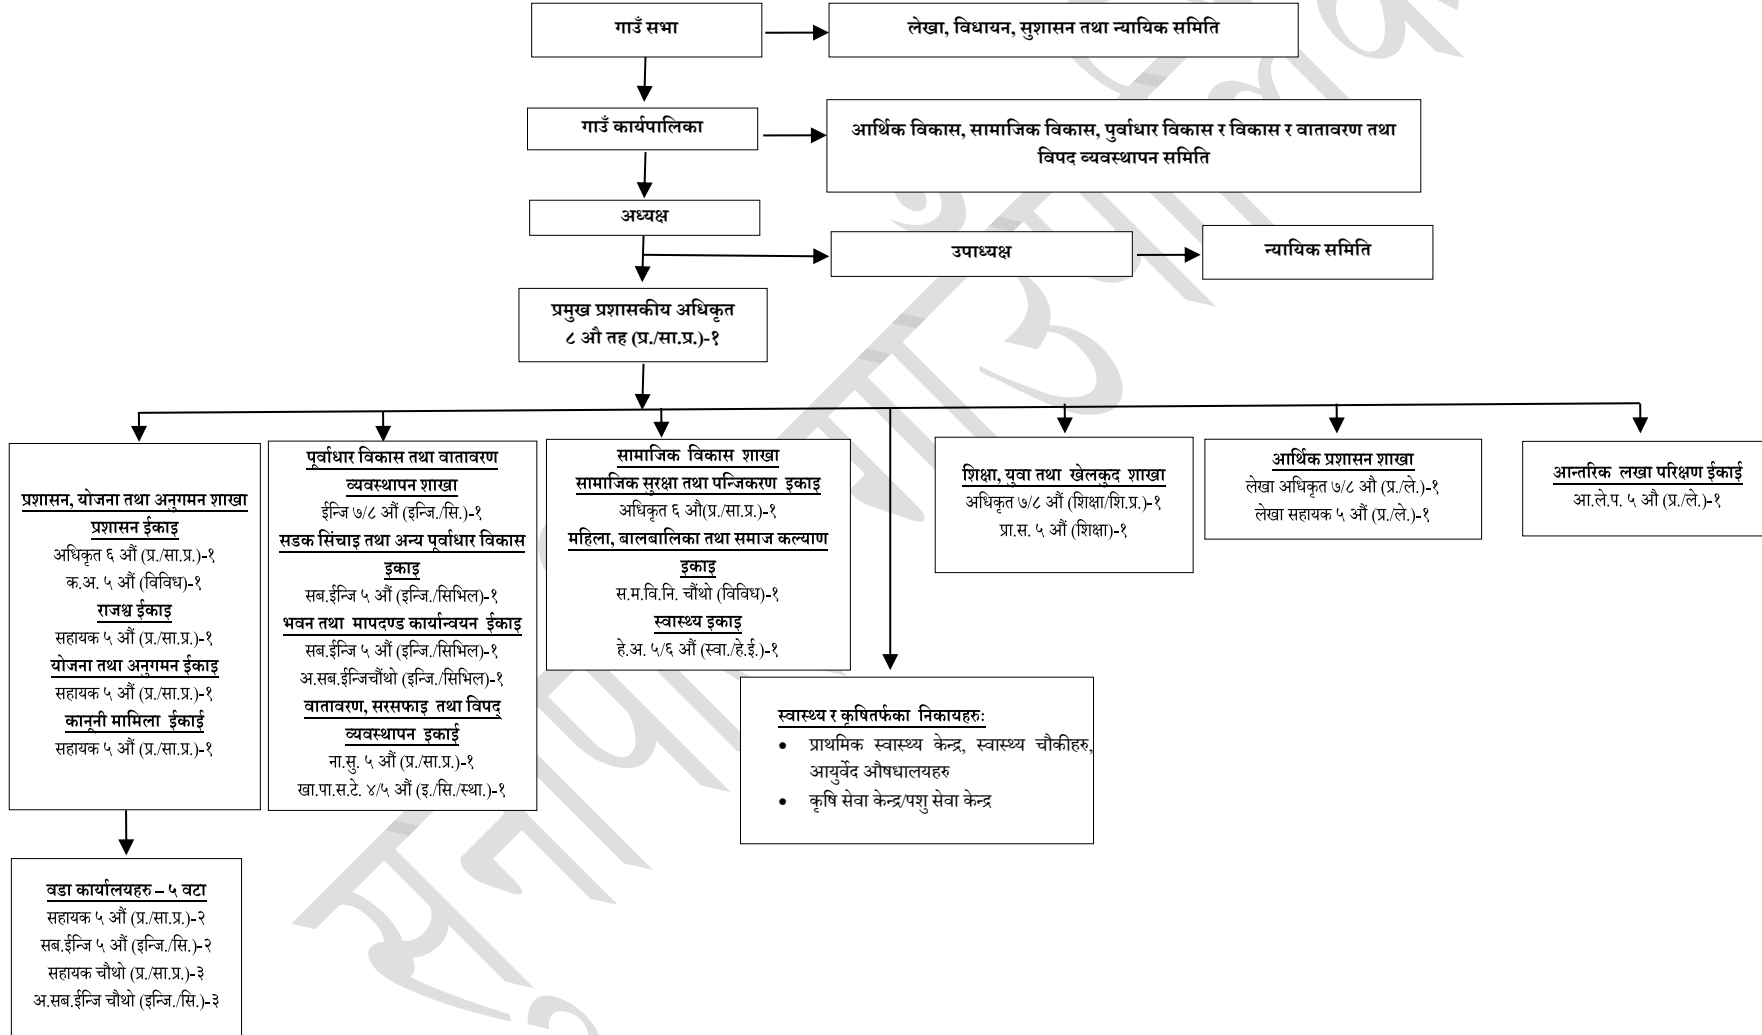 गाउँ सभा
लेखा, विधायन, सुशासन तथा न्यायिक समिति
गाउँ कार्यपालिका
आर्थिक विकास, सामाजिक विकास, पुर्वाधार विकास र विकास र वातावरण तथा
विपद व्यवस्थापन समिति
अध्यक्ष
उपाध्यक्ष
न्यायिक समिति
प्रमुख प्रशासकीय अधिकृत
८ औ तह (प्र./सा.प्र.)-१
प्रशासन, योजना तथा अनुगमन शाखा
प्रशासन ईकाइ
अधिकृत ६ औं (प्र./सा.प्र.)-१
क.अ. ५ औं (विविध)-१
राजश्व ईकाइ
सहायक ५ औं (प्र./सा.प्र.)-१
योजना तथा अनुगमन ईकाइ
सहायक ५ औं (प्र./सा.प्र.)-१
कानूनी मामिला ईकाई
सहायक ५ औं (प्र./सा.प्र.)-१
पूर्वाधार विकास तथा वातावरण
व्यवस्थापन शाखा
ईन्जि ७/८ औं (इन्जि./सि.)-१
सडक सिंचाइ तथा अन्य पूर्वाधार विकास
इकाइ
सब.ईन्जि ५ औं (इन्जि./सिभिल)-१
भवन तथा मापदण्ड कार्यान्वयन ईकाइ
सब.ईन्जि ५ औं (इन्जि./सिभिल)-१
अ.सब.ईन्जिचौंथो (इन्जि./सिभिल)-१
वातावरण, सरसफाइ तथा विपद्
व्यवस्थापन इकाई
ना.सु. ५ औं (प्र./सा.प्र.)-१
खा.पा.स.टे. ४/५ औं (इ./सि./स्था.)-१
सामाजिक विकास शाखा
सामाजिक सुरक्षा तथा पन्जिकरण इकाइ
अधिकृत ६ औ(प्र./सा.प्र.)-१
महिला, बालबालिका तथा समाज कल्याण
इकाइ
स.म.वि.नि. चौंथो (विविध)-१
स्वास्थ्य इकाइ
हे.अ. ५/६ औं (स्वा./हे.ई.)-१
शिक्षा, युवा तथा खेलकुद शाखा
अधिकृत ७/८ औं (शिक्षा/शि.प्र.)-१
प्रा.स. ५ औं (शिक्षा)-१
आर्थिक प्रशासन शाखा
लेखा अधिकृत ७/८ औ (प्र./ले.)-१
लेखा सहायक ५ औं (प्र./ले.)-१
आन्तरिक लखा परिक्षण ईकाई
आ.ले.प. ५ औ (प्र./ले.)-१
स्वास्थ्य र कृषितर्फका निकायहरुः
• प्राथमिक स्वास्थ्य केन्द्र, स्वास्थ्य चौकीहरु,
आयुर्वेद औषधालयहरु
• कृषि सेवा केन्द्र/पशु सेवा केन्द्र
वडा कार्यालयहरु – ५ वटा
सहायक ५ औं (प्र./सा.प्र.)-२
सब.ईन्जि ५ औं (इन्जि./सि.)-२
सहायक चौथो (प्र./सा.प्र.)-३
अ.सब.ईन्जि चौथो (इन्जि./सि.)-३